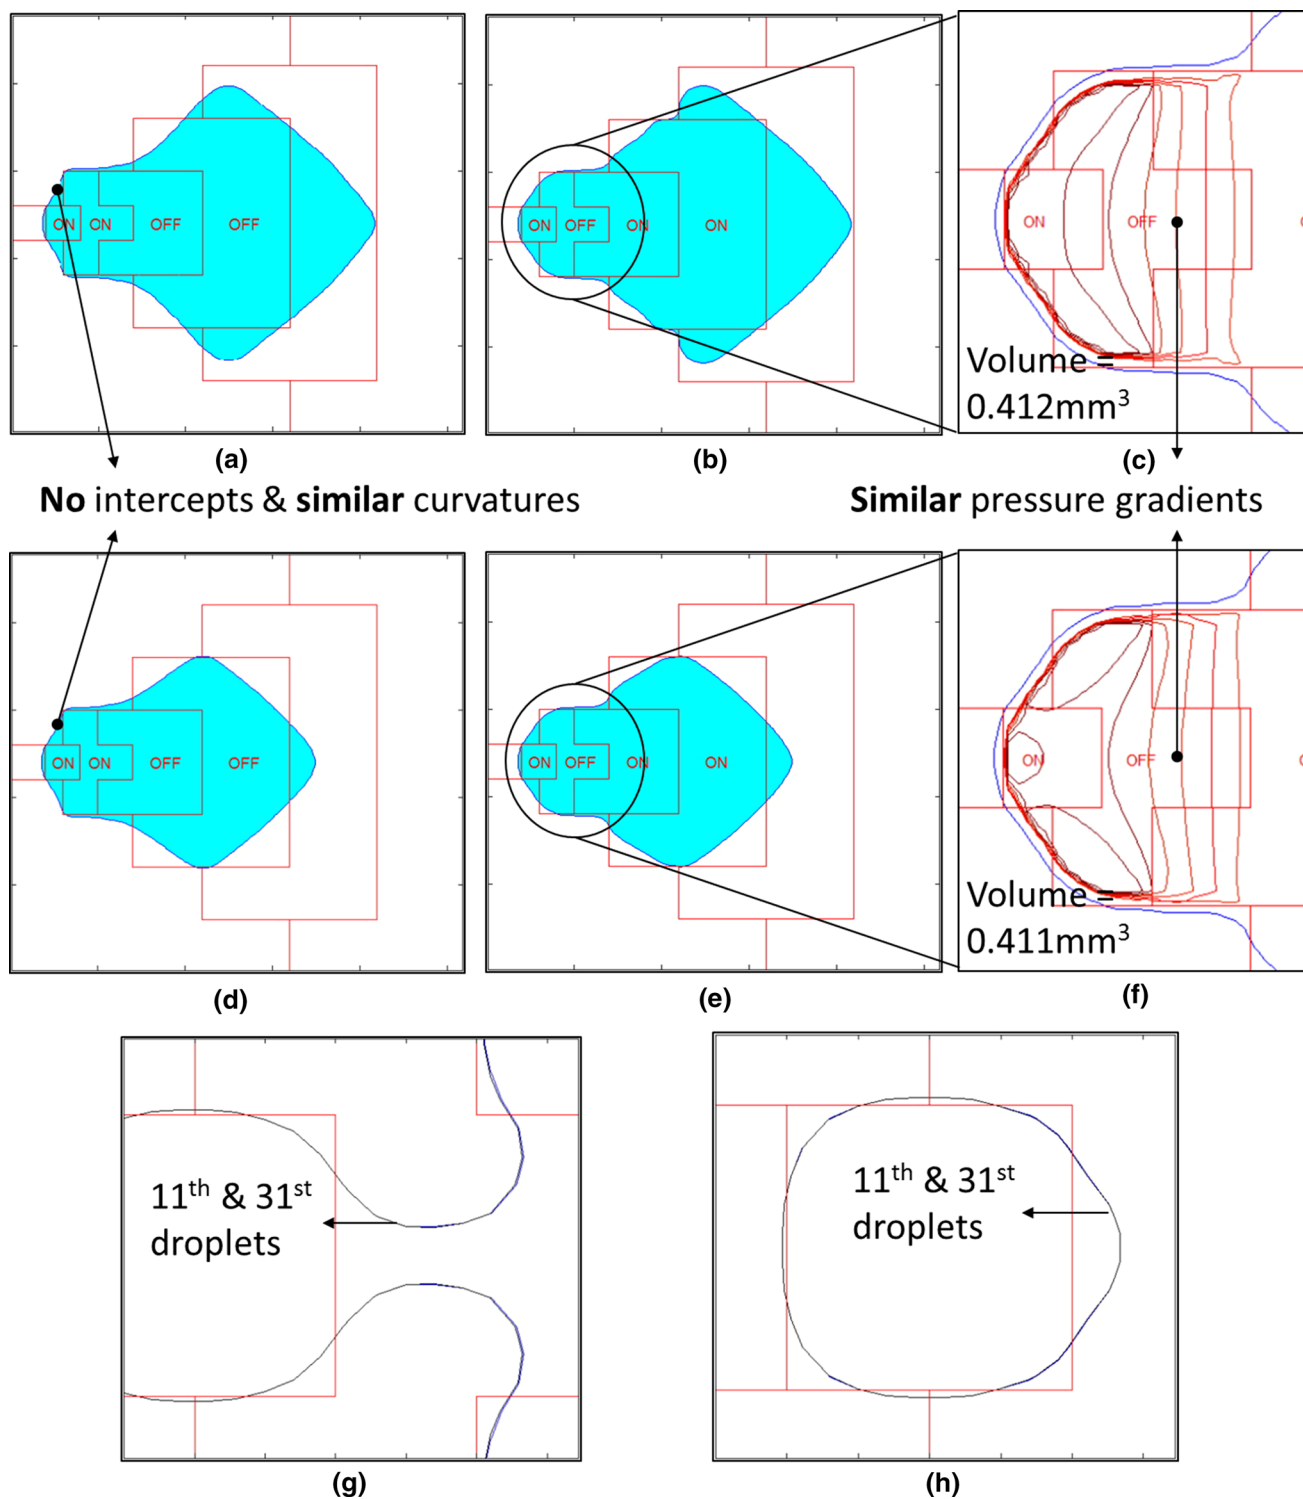 ON ON OFF OFF
ON OFF ON ON
ON OFF
Volume =
0.412mm³
(a) (b) (c)
No intercepts & similar curvatures
Similar pressure gradients
ON ON OFF OFF
ON OFF ON ON
ON OFF
Volume =
0.411mm³
(d) (e) (f)
11th & 31st
droplets
11th & 31st
droplets
(g) (h)